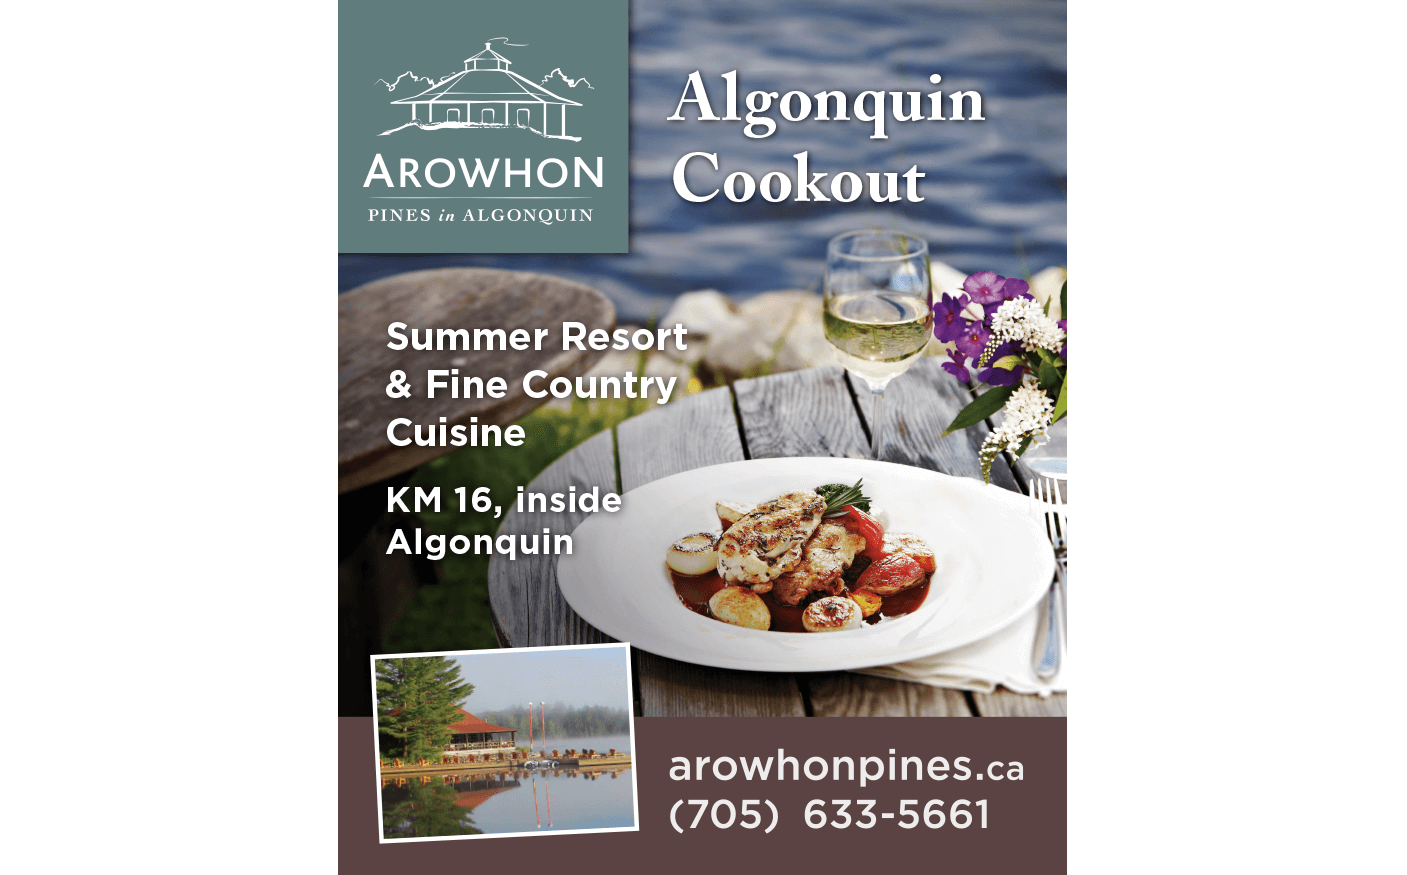 AROWHON
PINES in ALGONQUIN
Algonquin
Cookout
Summer Resort
& Fine Country
Cuisine
KM 16, inside
Algonquin
arowhonpines.ca
(705) 633-5661